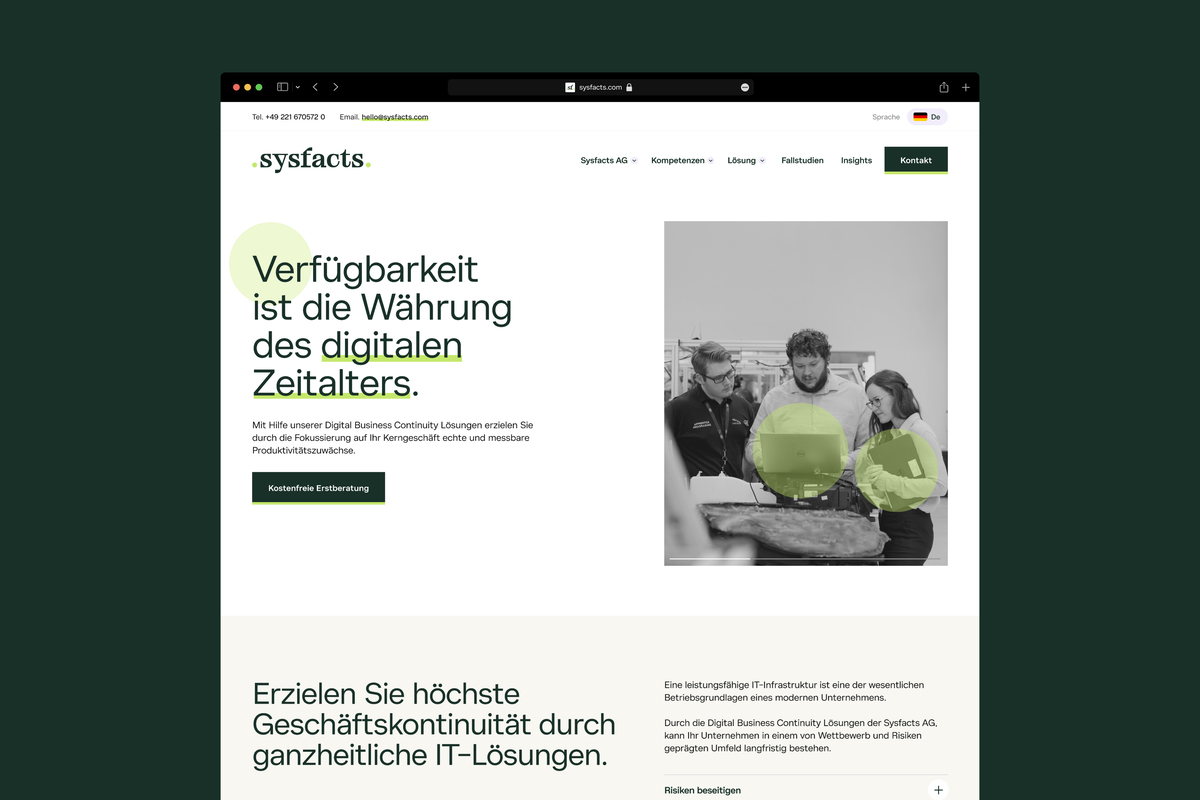 sf sysfacts.com
Tel. +49 221 670572 0 Email. hello@sysfacts.com Sprache De
.sysfacts.
Sysfacts AG Kompetenzen Lösung Fallstudien Insights Kontakt
Verfügbarkeit
ist die Währung
des digitalen
Zeitalters.
Mit Hilfe unserer Digital Business Continuity Lösungen erzielen Sie
durch die Fokussierung auf Ihr Kerngeschäft echte und messbare
Produktivitätszuwächse.
Kostenfreie Erstberatung
Erzielen Sie höchste
Geschäftskontinuität durch
ganzheitliche IT-Lösungen.
Eine leistungsfähige IT-Infrastruktur ist eine der wesentlichen
Betriebsgrundlagen eines modernen Unternehmens.
Durch die Digital Business Continuity Lösungen der Sysfacts AG,
kann Ihr Unternehmen in einem von Wettbewerb und Risiken
geprägten Umfeld langfristig bestehen.
Risiken beseitigen